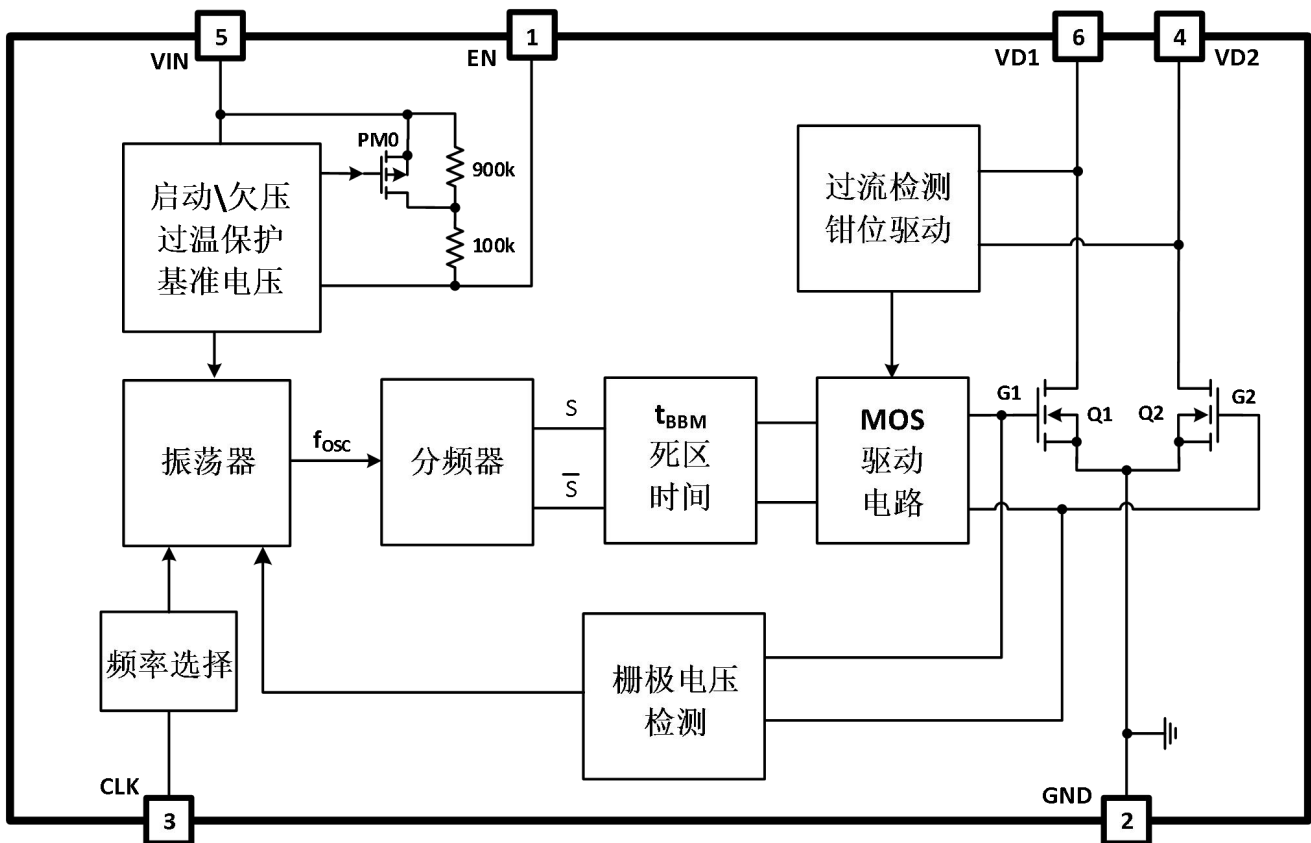 5
1
6
4
VIN
EN
VD1
VD2
PM0
900k
100k
启动\欠压
过温保护
基准电压
过流检测
钳位驱动
振荡器
fOSC
分频器
S
S̅
tBBM
死区
时间
MOS
驱动
电路
G1
Q1
Q2
G2
频率选择
栅极电压
检测
CLK
3
GND
2